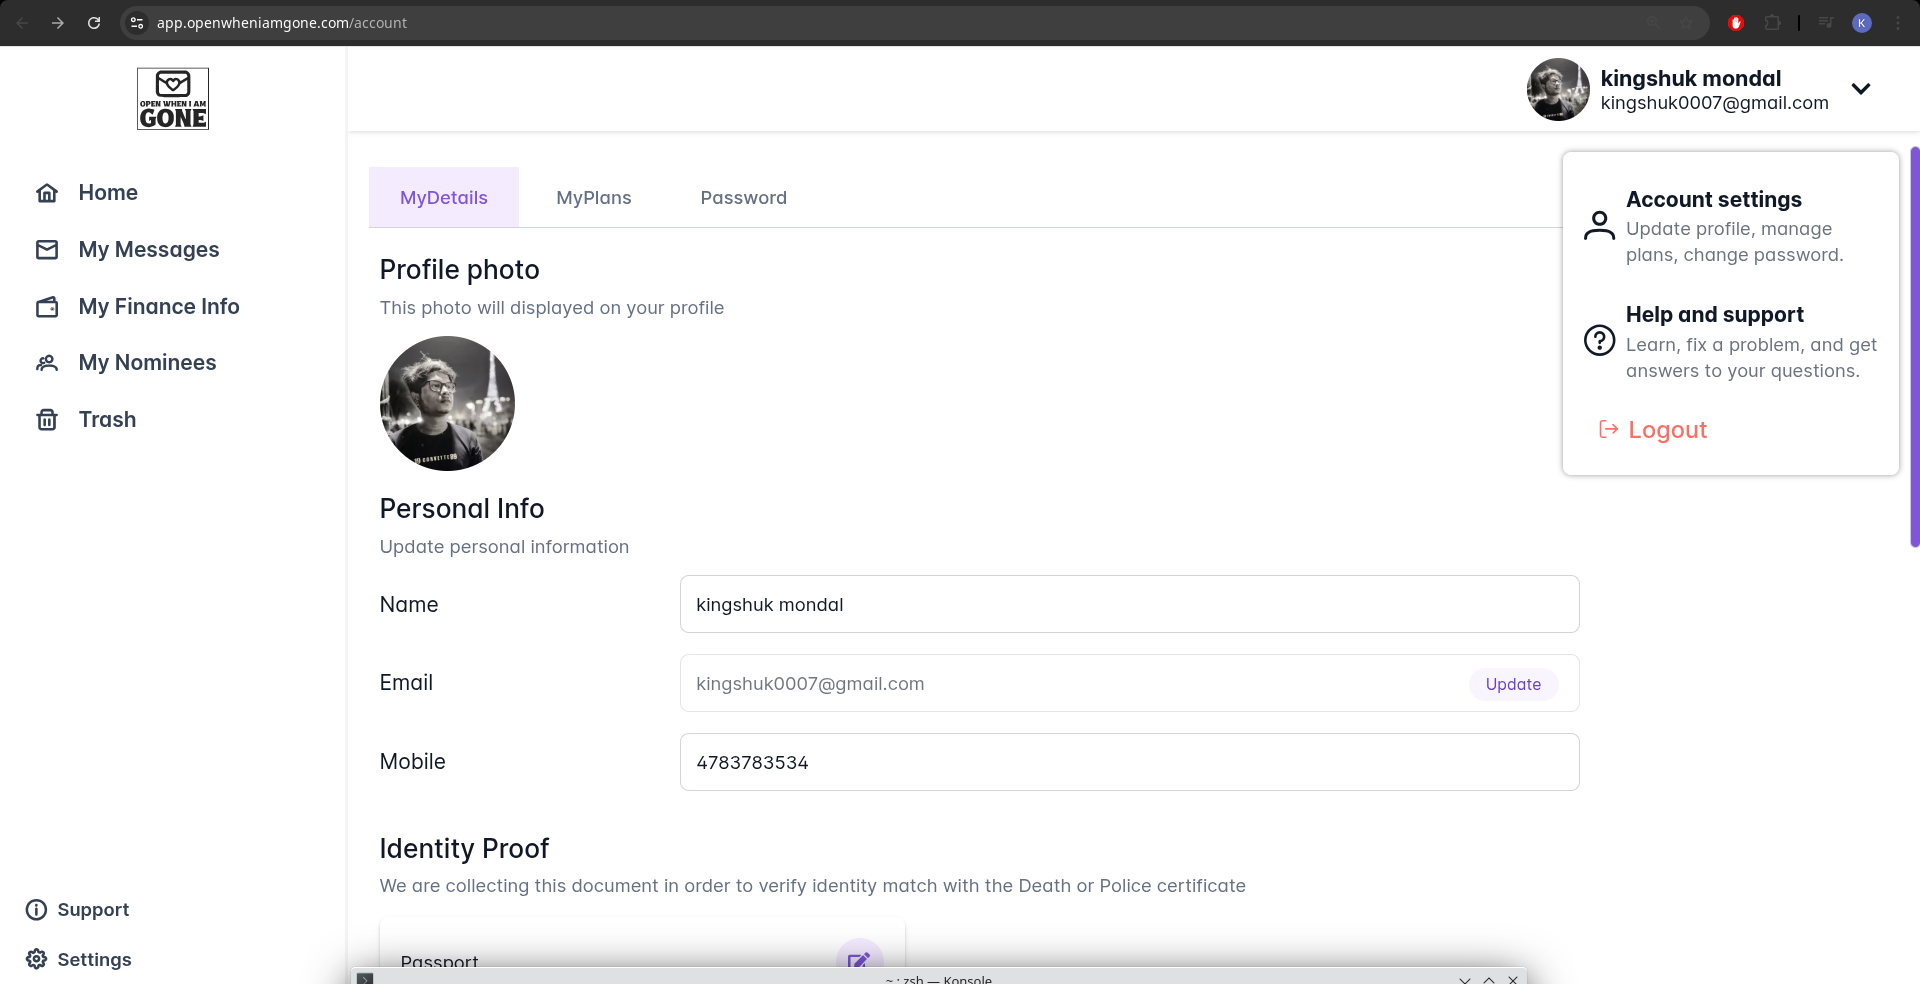 app.openwheniamgone.com/account
K
OPEN WHEN I AM
GONE
kingshuk mondal
kingshuk0007@gmail.com
Home
My Messages
My Finance Info
My Nominees
Trash
Support
Settings
MyDetails
MyPlans
Password
Account settings
Update profile, manage
plans, change password.
Help and support
Learn, fix a problem, and get
answers to your questions.
Logout
Profile photo
This photo will displayed on your profile
Personal Info
Update personal information
Name
kingshuk mondal
Email
kingshuk0007@gmail.com
Update
Mobile
4783783534
Identity Proof
We are collecting this document in order to verify identity match with the Death or Police certificate
Passport
~ : zsh — Konsole